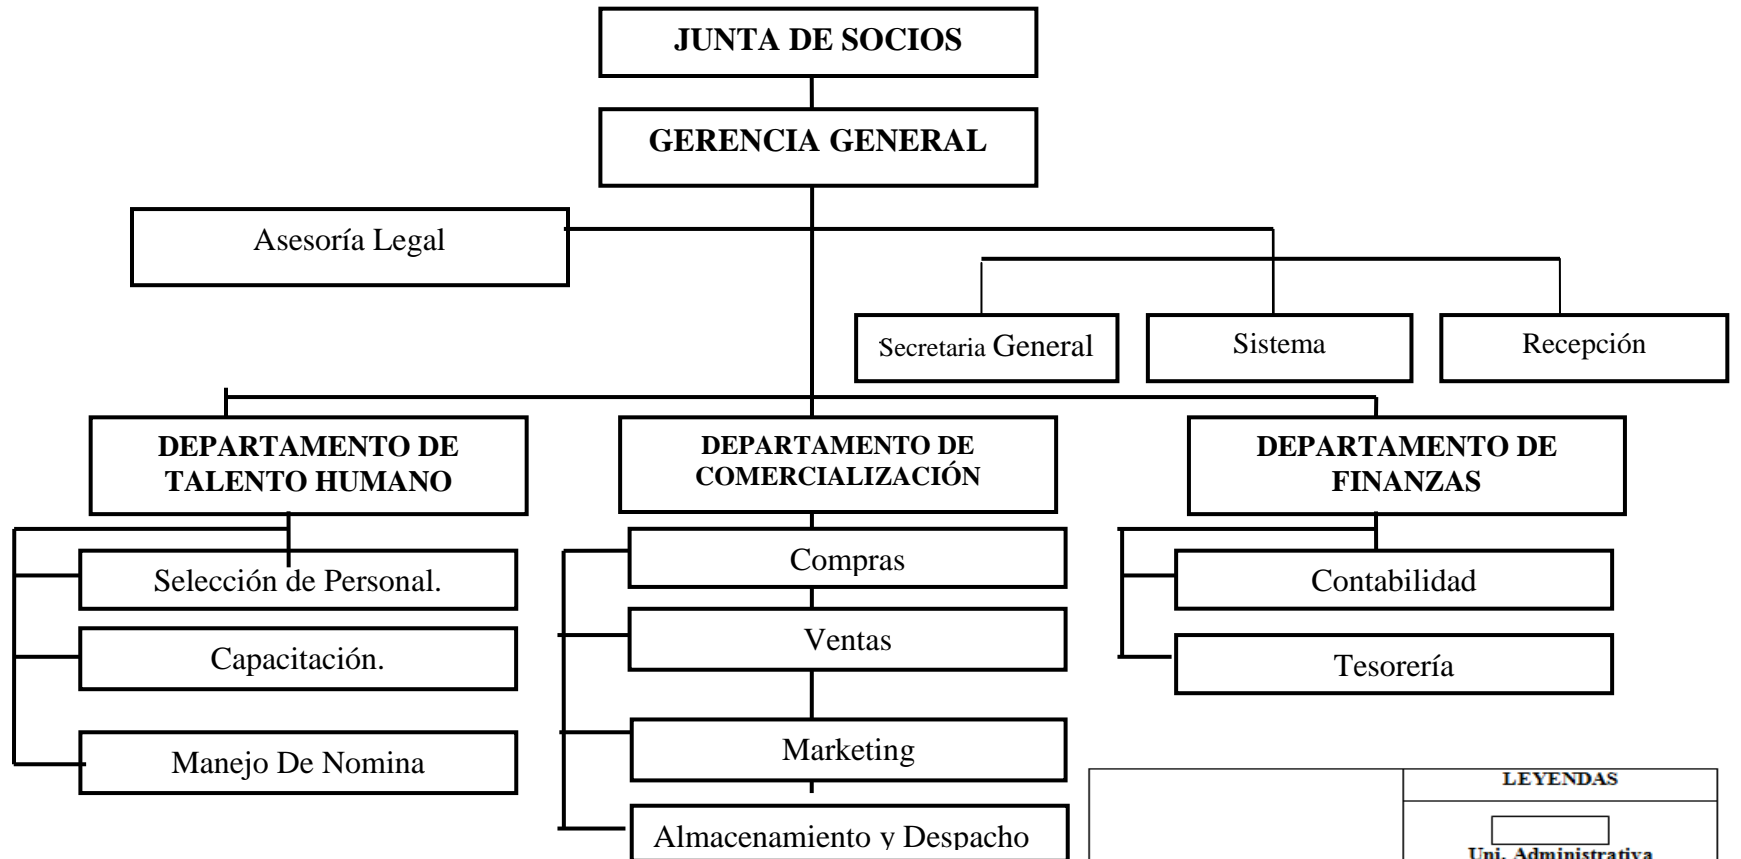 JUNTA DE SOCIOS
GERENCIA GENERAL
Asesoría Legal
Secretaria General
Sistema
Recepción
DEPARTAMENTO DE
TALENTO HUMANO
DEPARTAMENTO DE
COMERCIALIZACIÓN
DEPARTAMENTO DE
FINANZAS
Selección de Personal.
Capacitación.
Manejo De Nomina
Compras
Ventas
Marketing
Almacenamiento y Despacho
Contabilidad
Tesorería
LEYENDAS
Uni. Administrativa